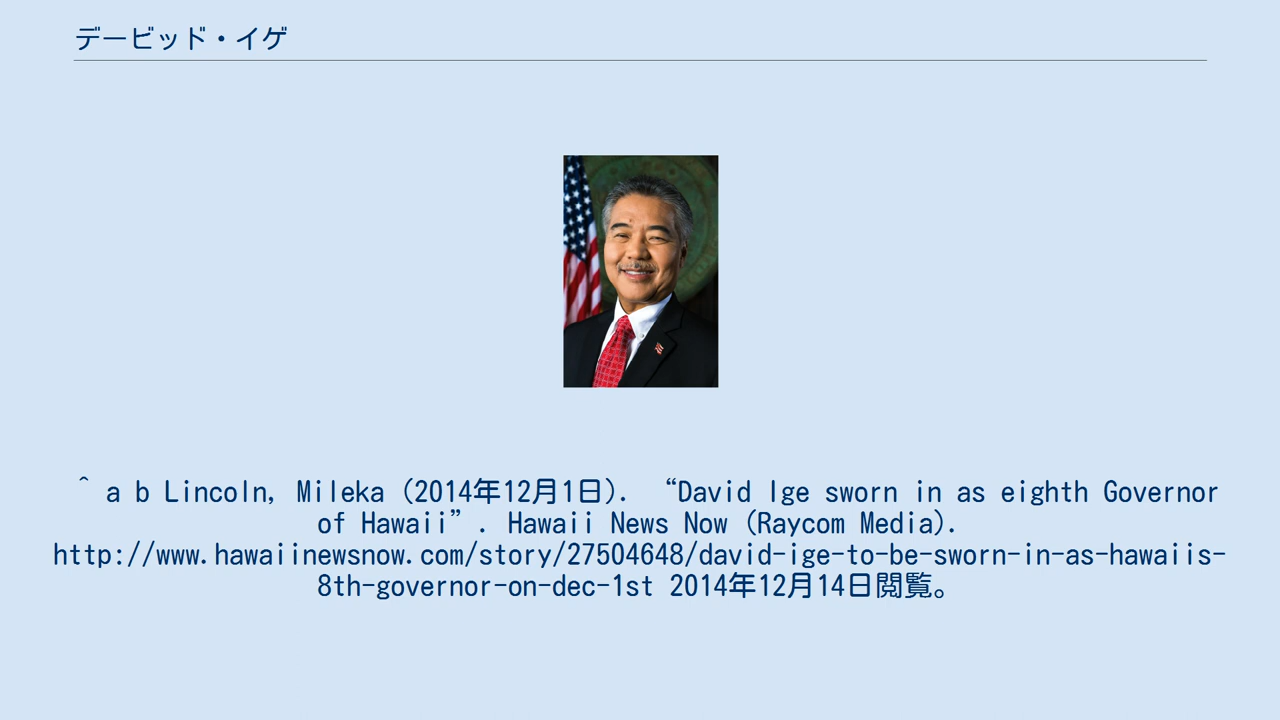 デービッド・イゲ
^ a b Lincoln, Mileka (2014年12月1日). “David Ige sworn in as eighth Governor
of Hawaii”. Hawaii News Now (Raycom Media).
http://www.hawaiinewsnow.com/story/27504648/david-ige-to-be-sworn-in-as-hawaiis-
8th-governor-on-dec-1st 2014年12月14日閲覧。